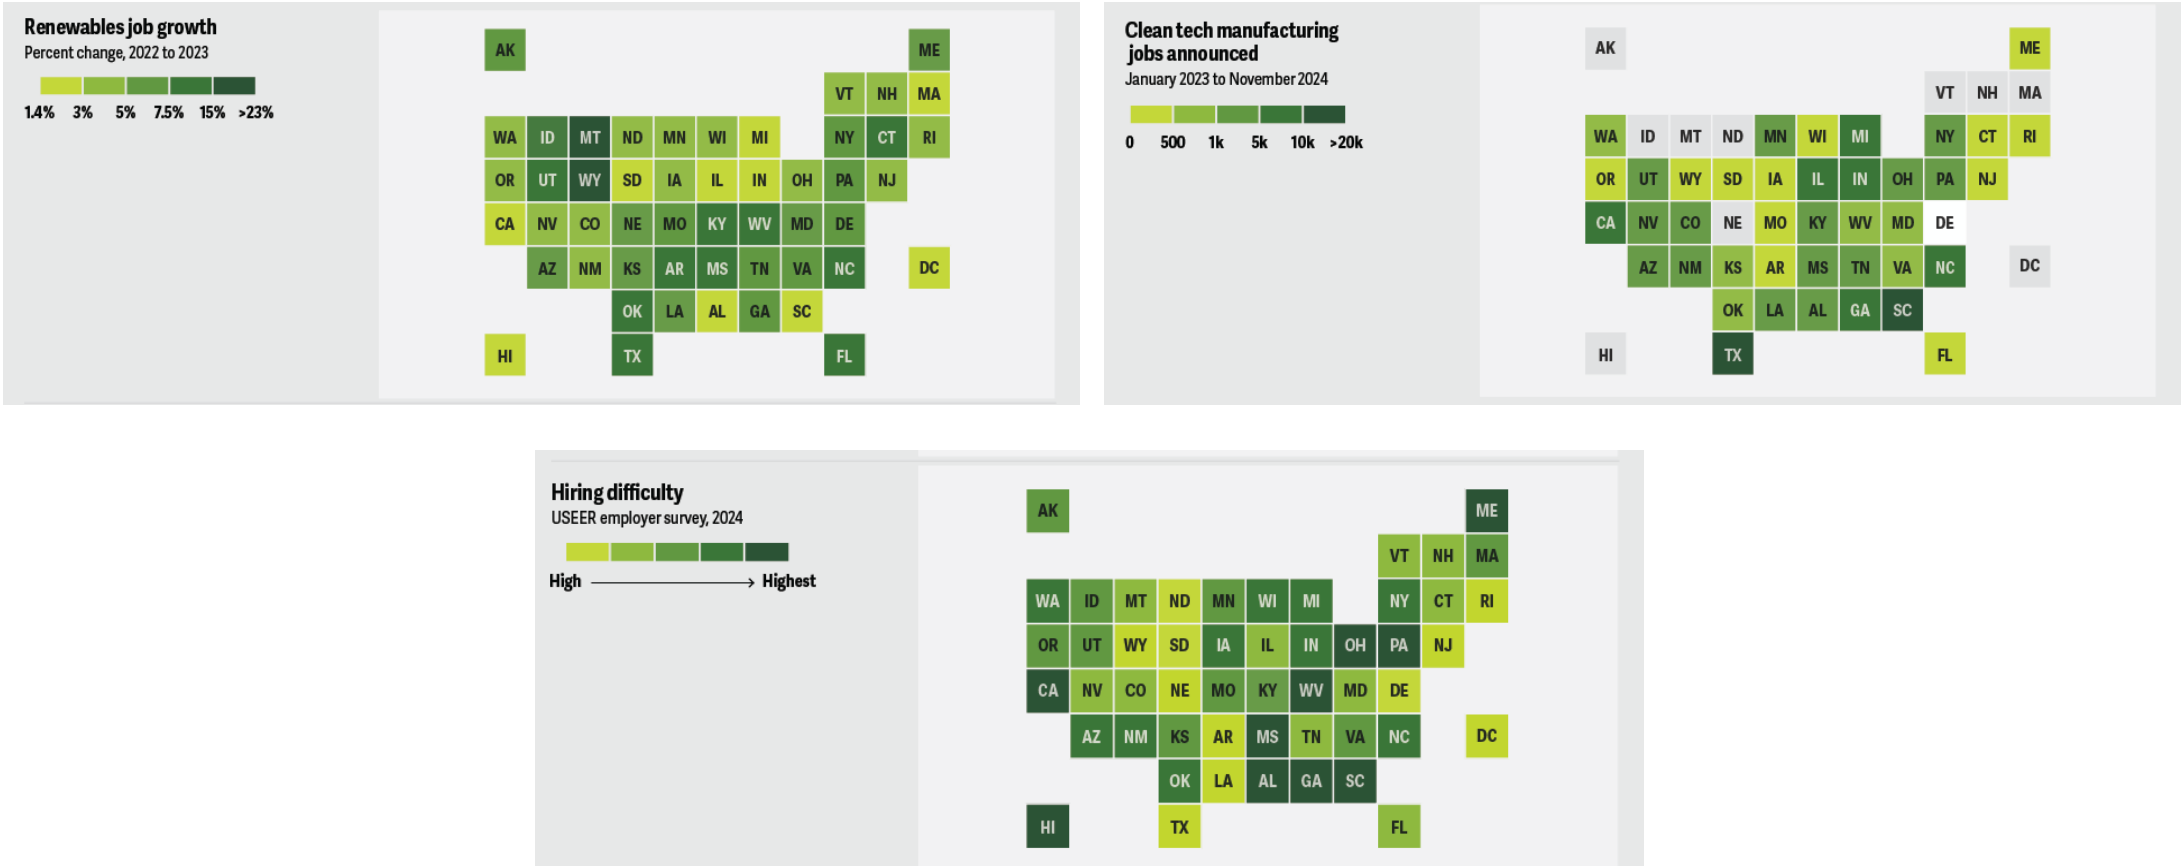 Renewables job growth
Percent change, 2022 to 2023
1.4% 3% 5% 7.5% 15% >23%
AK ME
VT NH MA
WA ID MT ND MN WI MI NY CT RI
OR UT WY SD IA IL IN OH PA NJ
CA NV CO NE MO KY WV MD DE
AZ NM KS AR MS TN VA NC DC
OK LA AL GA SC
HI TX FL
Clean tech manufacturing
jobs announced
January 2023 to November 2024
0 500 1k 5k 10k >20k
AK ME
VT NH MA
WA ID MT ND MN WI MI NY CT RI
OR UT WY SD IA IL IN OH PA NJ
CA NV CO NE MO KY WV MD DE
AZ NM KS AR MS TN VA NC DC
OK LA AL GA SC
HI TX FL
Hiring difficulty
USEER employer survey, 2024
High Highest
AK ME
VT NH MA
WA ID MT ND MN WI MI NY CT RI
OR UT WY SD IA IL IN OH PA NJ
CA NV CO NE MO KY WV MD DE
AZ NM KS AR MS TN VA NC DC
OK LA AL GA SC
HI TX FL